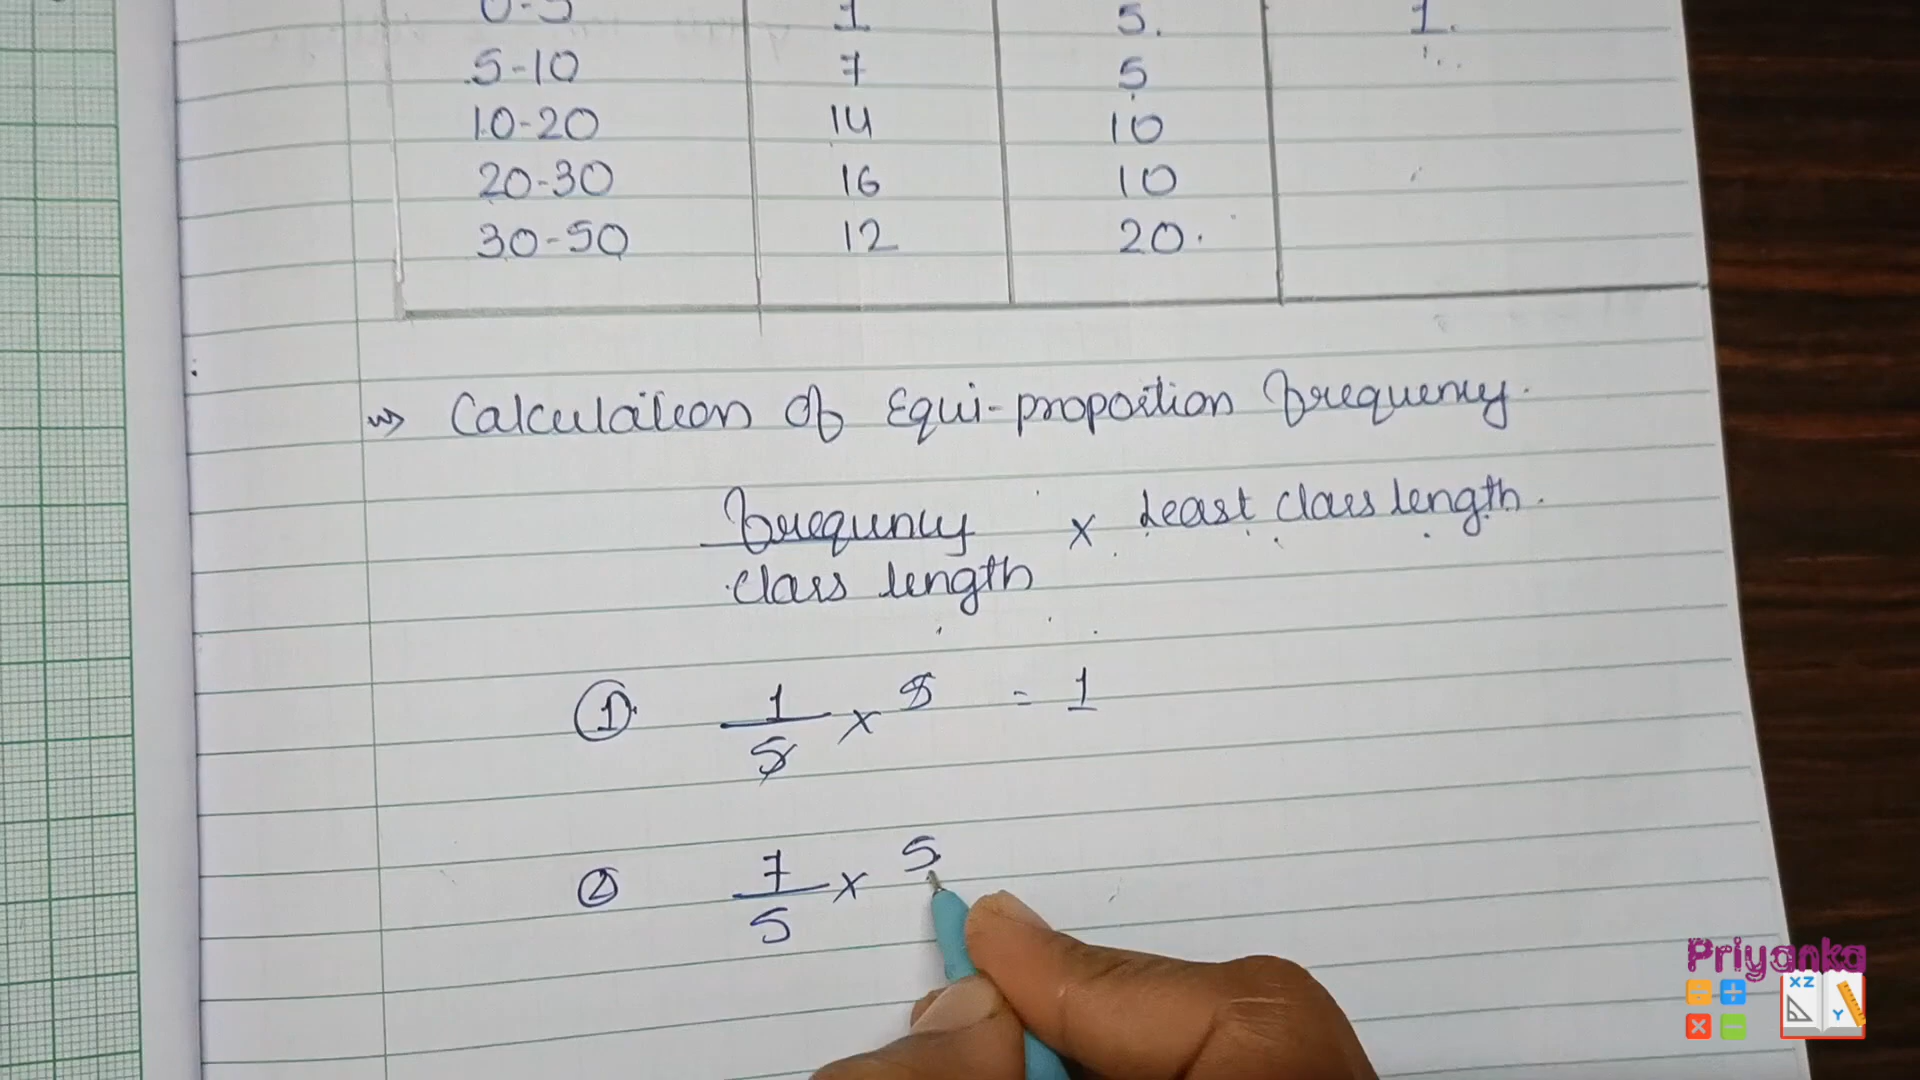 0-5 1 5. 1.
5-10 7 5
10-20 14 10
20-30 16 10
30-50 12 20.
Calculation of Equi-proportion frequency.
frequncy × Least class length.
class length
① 1 × 5 = 1
5
② 7 × 5
5
Priyanka
XZ
Y